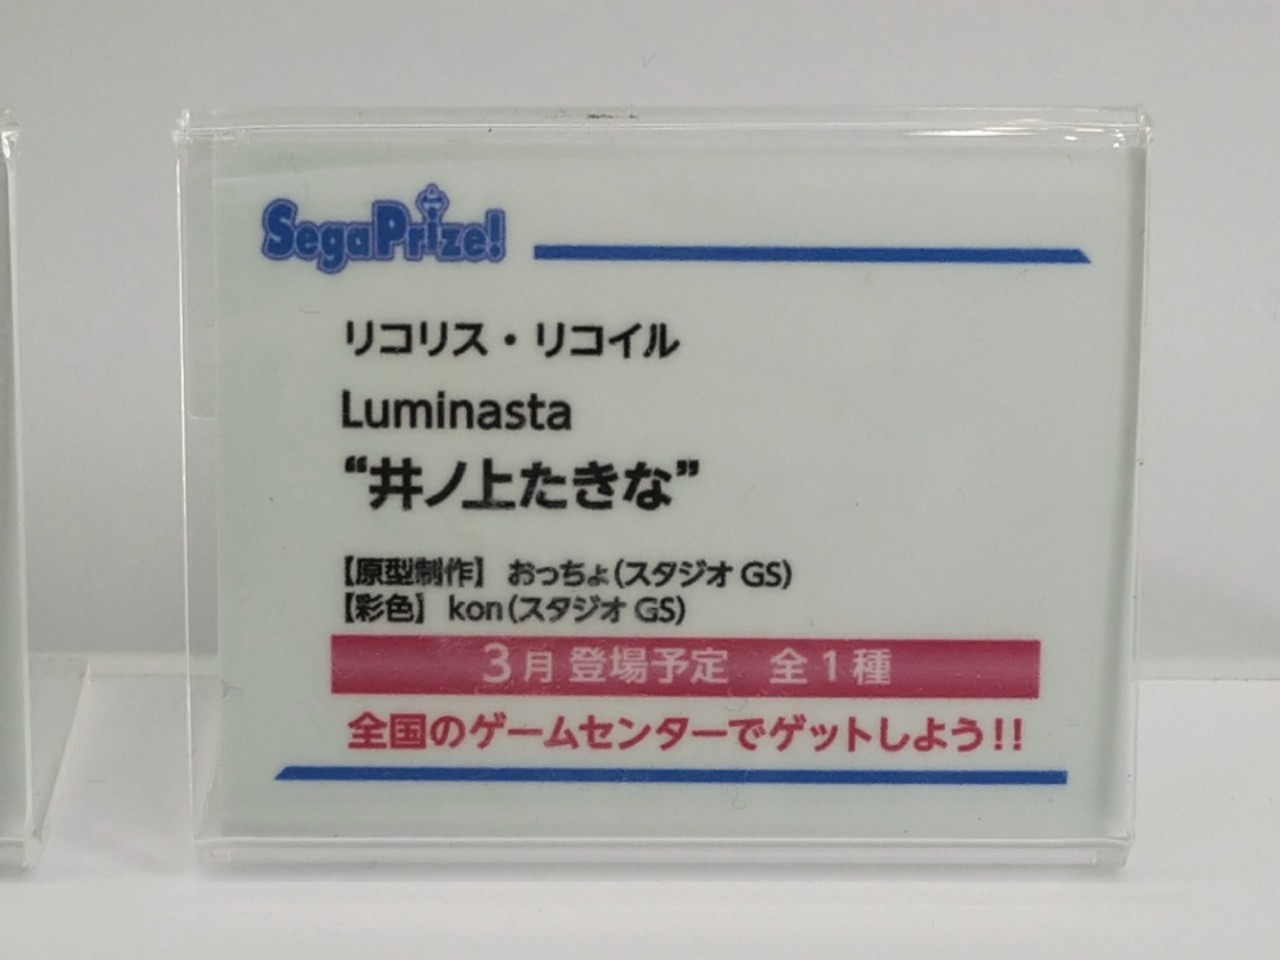 SegaPrize!
リコリス・リコイル
Luminasta
“井ノ上たきな”
【原型制作】 おっちょ(スタジオ GS)
【彩色】 kon(スタジオ GS)
3月 登場予定 全1種
全国のゲームセンターでゲットしよう!!